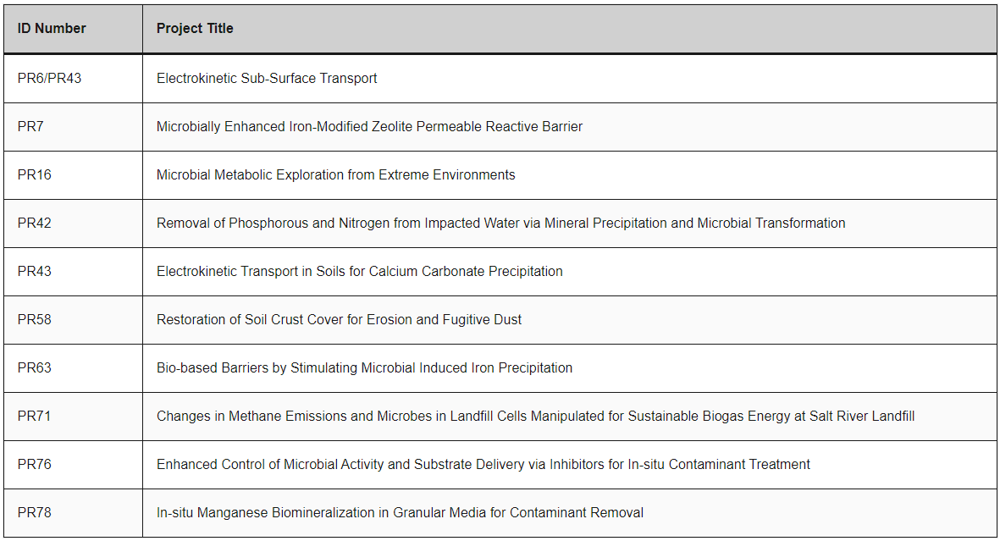 ID Number Project Title
PR6/PR43 Electrokinetic Sub-Surface Transport
PR7 Microbially Enhanced Iron-Modified Zeolite Permeable Reactive Barrier
PR16 Microbial Metabolic Exploration from Extreme Environments
PR42 Removal of Phosphorous and Nitrogen from Impacted Water via Mineral Precipitation and Microbial Transformation
PR43 Electrokinetic Transport in Soils for Calcium Carbonate Precipitation
PR58 Restoration of Soil Crust Cover for Erosion and Fugitive Dust
PR63 Bio-based Barriers by Stimulating Microbial Induced Iron Precipitation
PR71 Changes in Methane Emissions and Microbes in Landfill Cells Manipulated for Sustainable Biogas Energy at Salt River Landfill
PR76 Enhanced Control of Microbial Activity and Substrate Delivery via Inhibitors for In-situ Contaminant Treatment
PR78 In-situ Manganese Biomineralization in Granular Media for Contaminant Removal